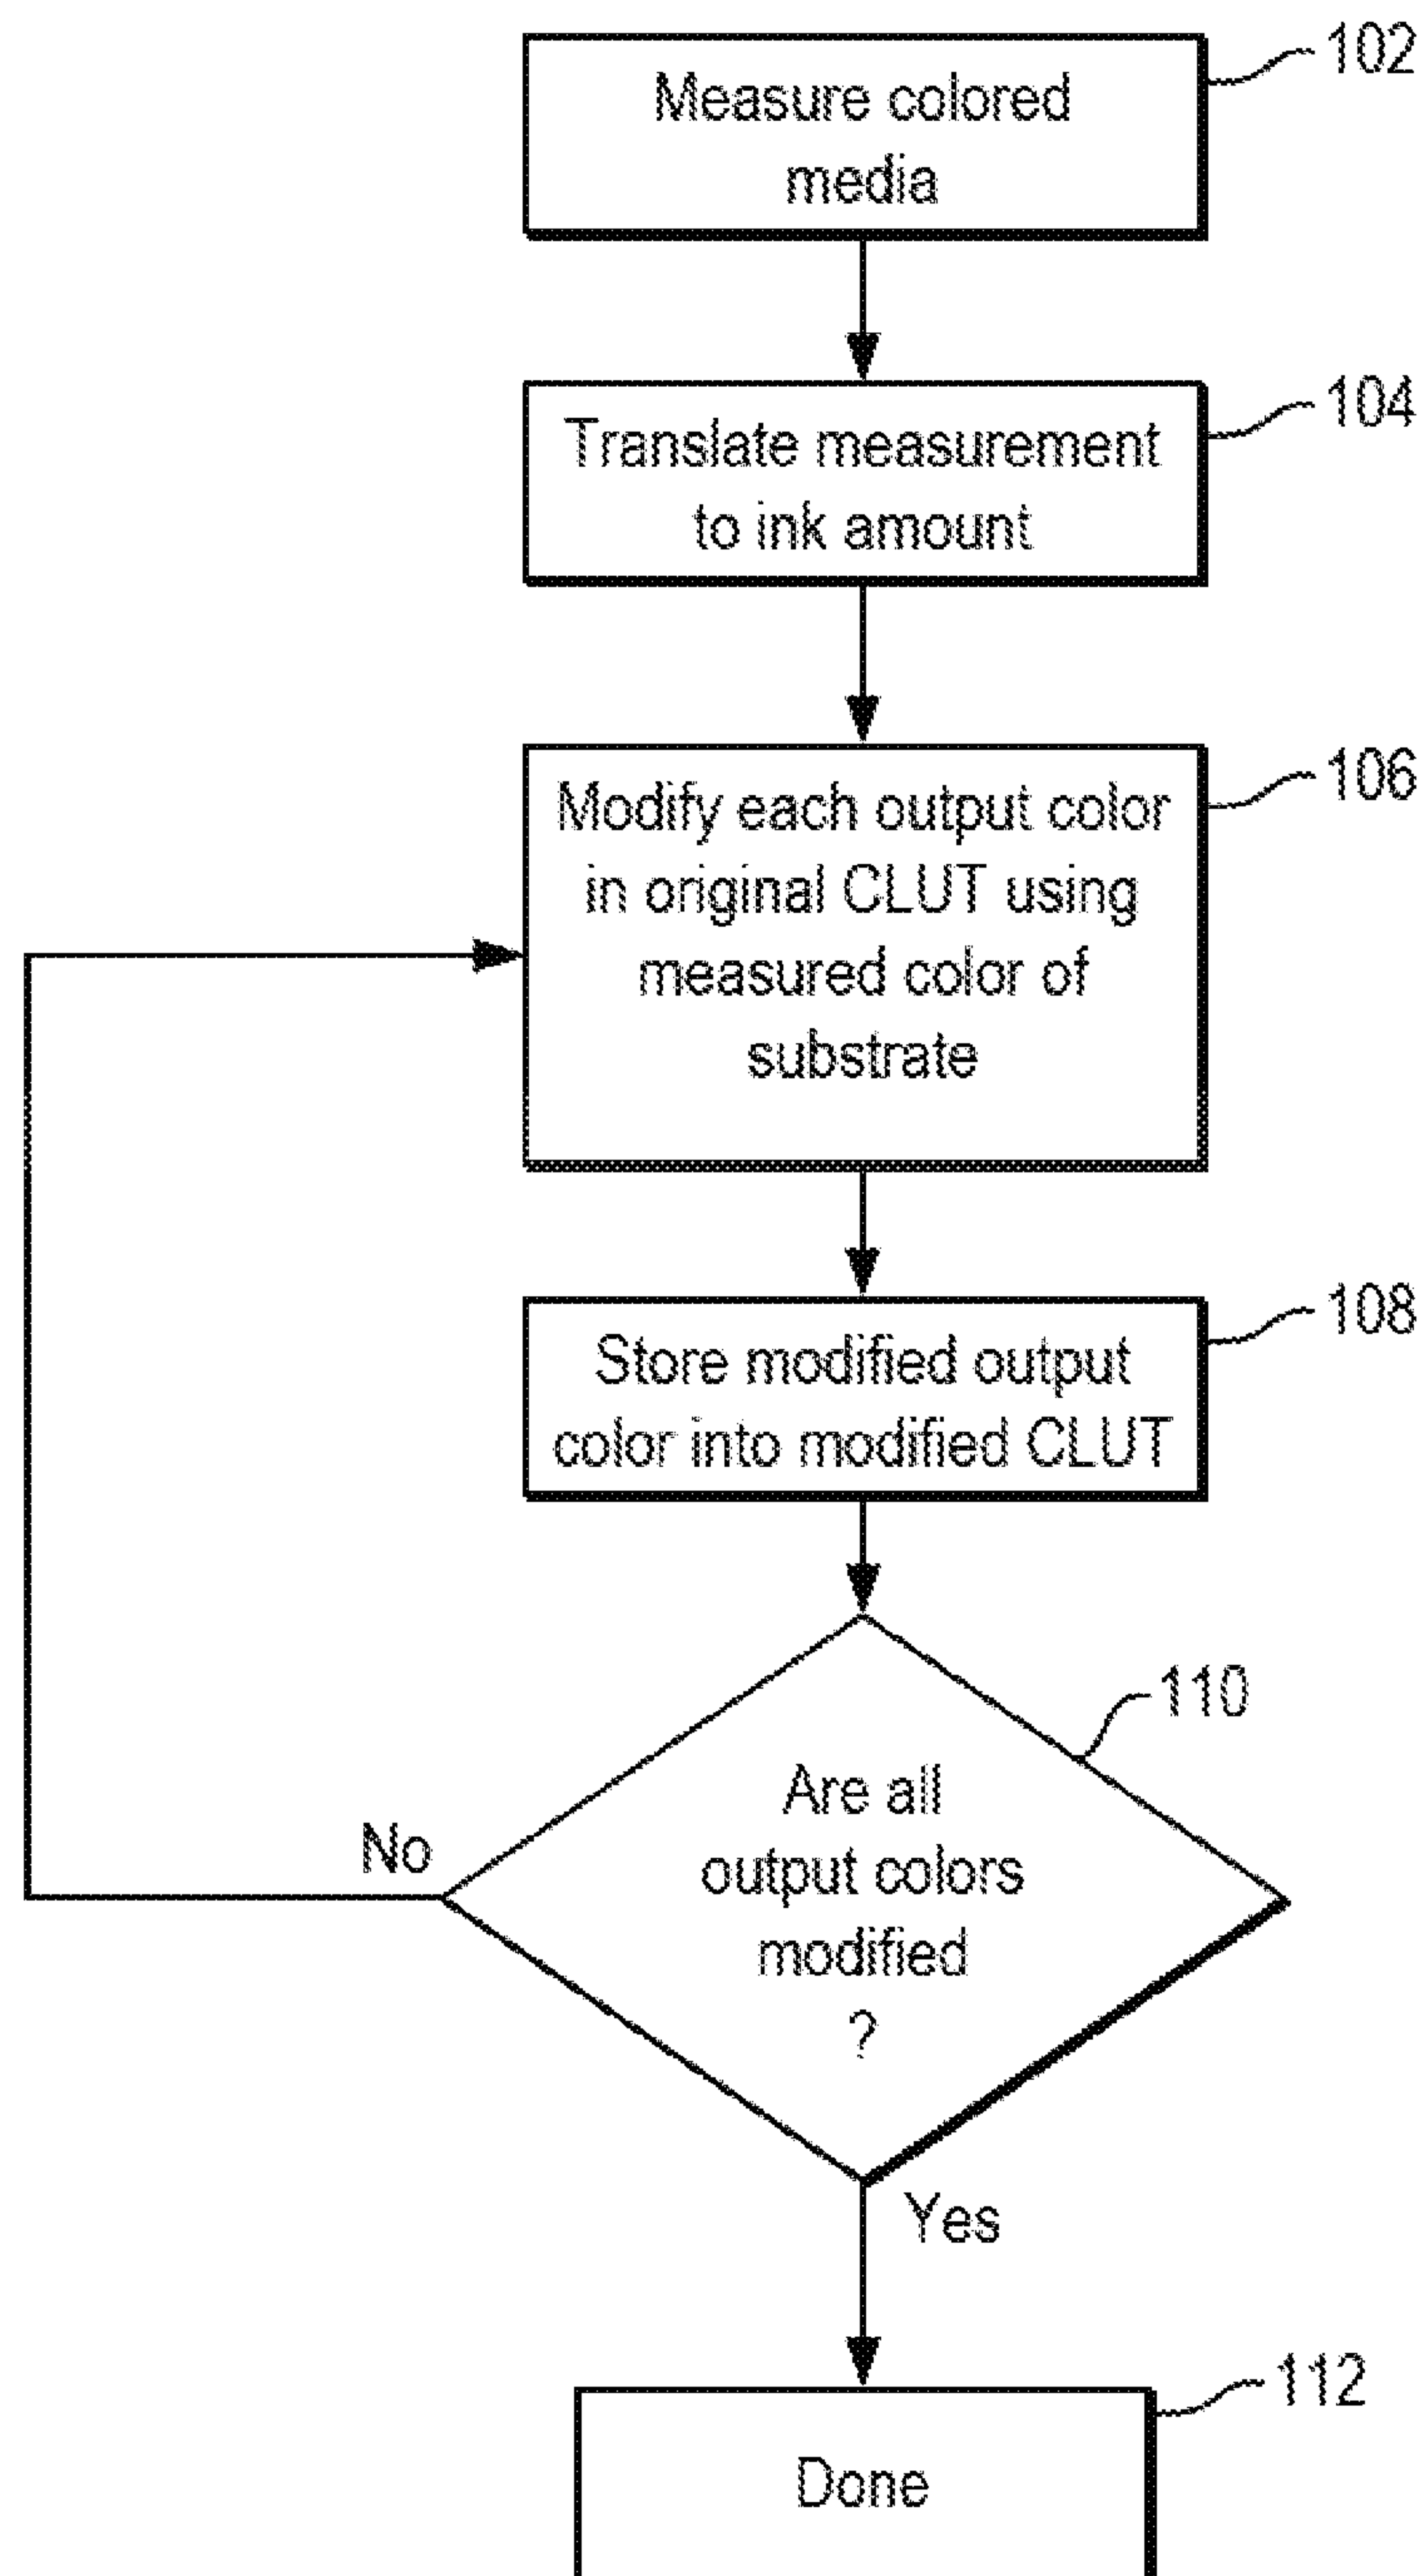 102
Measure colored
media
104
Translate measurement
to ink amount
106
Modify each output color
in original CLUT using
measured color of
substrate
108
Store modified output
color into modified CLUT
110
Are all
output colors
modified
?
No
Yes
112
Done